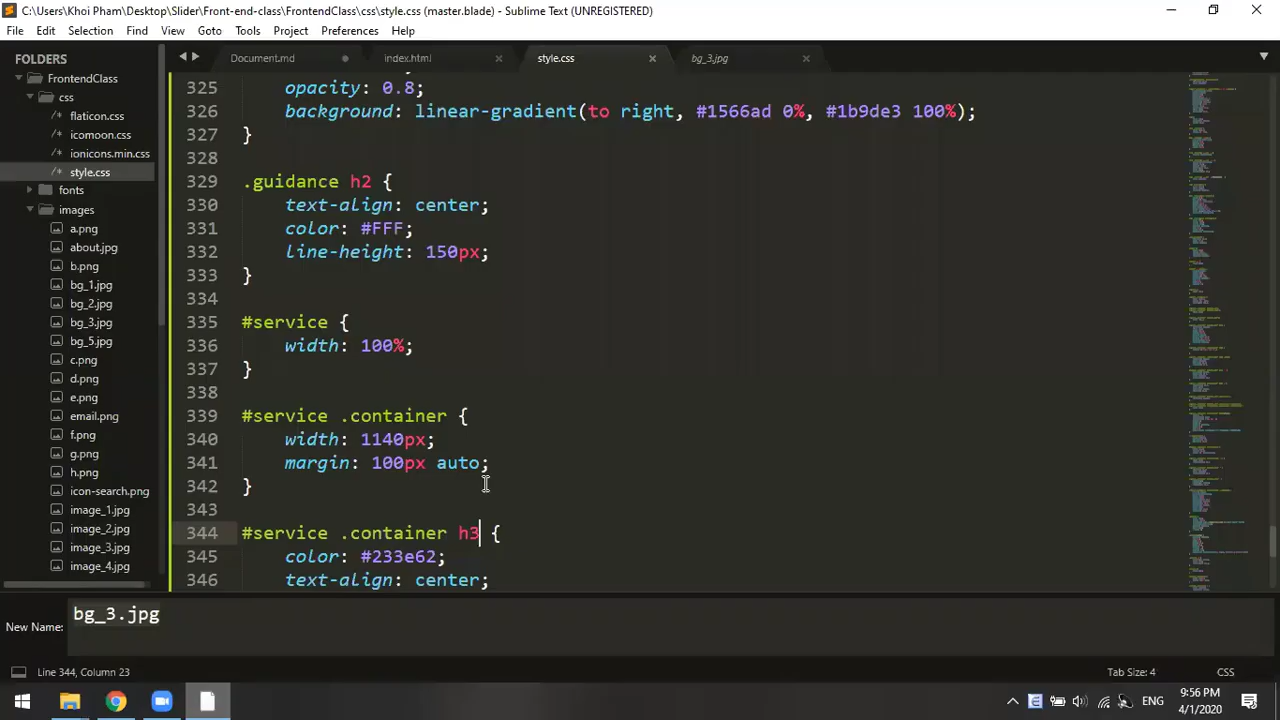 C:\Users\Khoi Pham\Desktop\Slider\Front-end-class\FrontendClass\css\style.css (master.blade) - Sublime Text (UNREGISTERED)
File Edit Selection Find View Goto Tools Project Preferences Help
FOLDERS
FrontendClass
css
/* flaticon.css
/* icomoon.css
/* ionicons.min.css
/* style.css
fonts
images
a.png
about.jpg
b.png
bg_1.jpg
bg_2.jpg
bg_3.jpg
bg_5.jpg
c.png
d.png
e.png
email.png
f.png
g.png
h.png
icon-search.png
image_1.jpg
image_2.jpg
image_3.jpg
image_4.jpg
Document.md index.html style.css bg_3.jpg
325 opacity: 0.8;
326 background: linear-gradient(to right, #1566ad 0%, #1b9de3 100%);
327 }
328
329 .guidance h2 {
330 text-align: center;
331 color: #FFF;
332 line-height: 150px;
333 }
334
335 #service {
336 width: 100%;
337 }
338
339 #service .container {
340 width: 1140px;
341 margin: 100px auto;
342 }
343
344 #service .container h3 {
345 color: #233e62;
346 text-align: center;
New Name: bg_3.jpg
Line 344, Column 23 Tab Size: 4 CSS
ENG
9:56 PM
4/1/2020